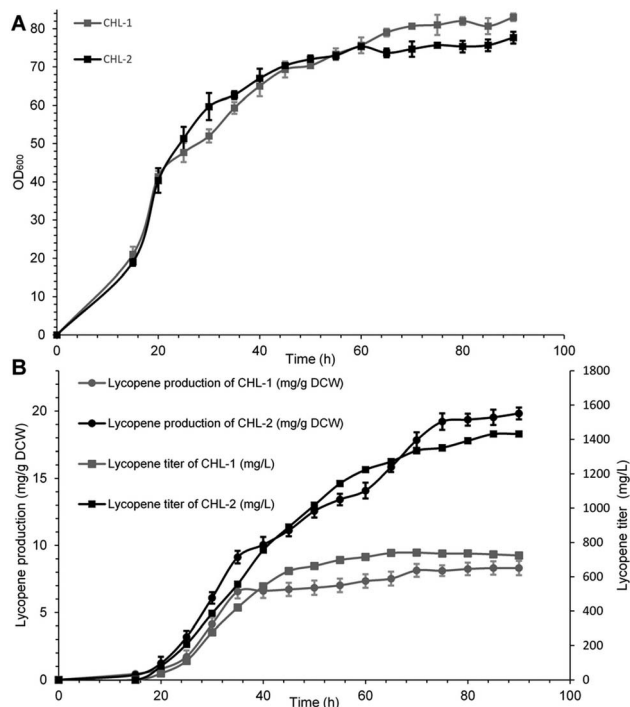 A
CHL-1
CHL-2
OD600
80
70
60
50
40
30
20
10
0
0 20 40 60 80 100
Time (h)
B
Lycopene production of CHL-1 (mg/g DCW)
Lycopene production of CHL-2 (mg/g DCW)
Lycopene titer of CHL-1 (mg/L)
Lycopene titer of CHL-2 (mg/L)
Lycopene production (mg/g DCW)
20
15
10
5
0
1800
1600
1400
1200
1000
800
600
400
200
0
Lycopene titer (mg/L)
0 20 40 60 80 100
Time (h)